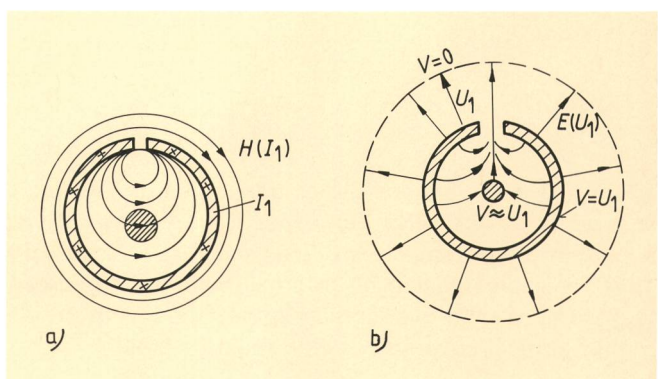 H(I₁)
I₁
a)
V=0
U₁
E(U₁)
V=U₁
V≈U₁
b)